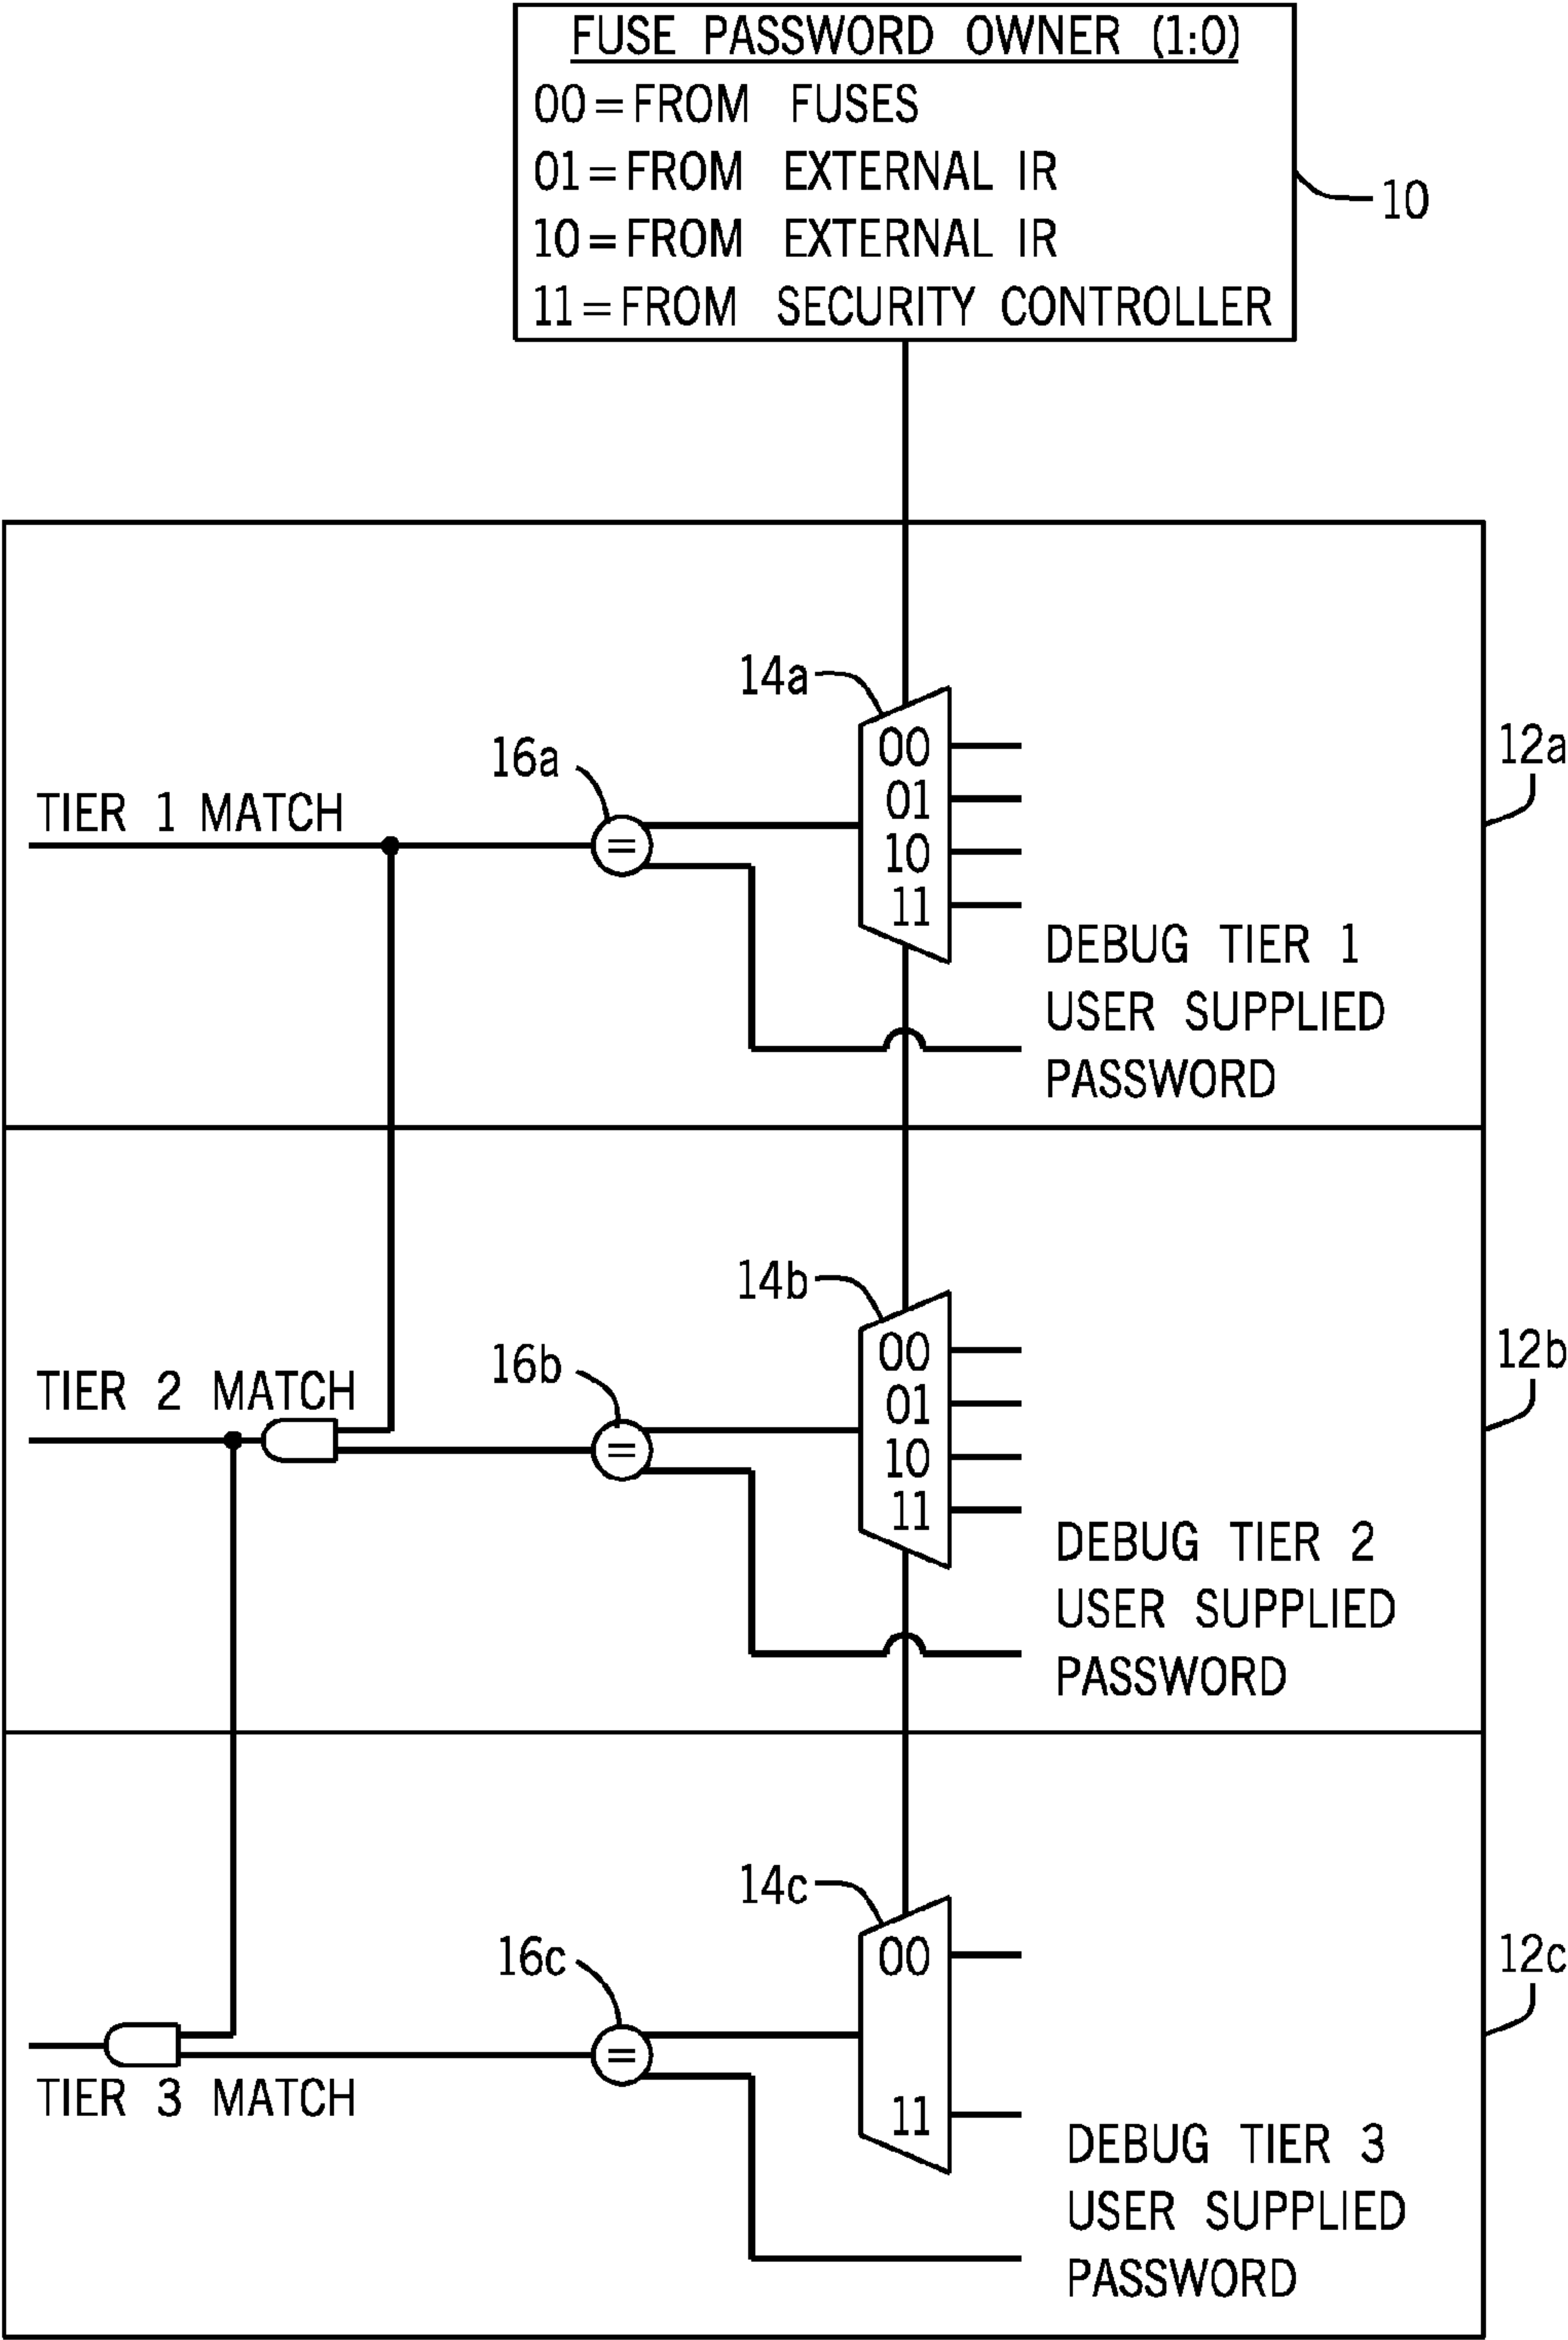 FUSE PASSWORD OWNER (1:0)
00=FROM FUSES
01=FROM EXTERNAL IR
10=FROM EXTERNAL IR
11=FROM SECURITY CONTROLLER
10
14a
00
01
10
11
16a
=
12a
TIER 1 MATCH
DEBUG TIER 1
USER SUPPLIED
PASSWORD
14b
00
01
10
11
16b
=
12b
TIER 2 MATCH
DEBUG TIER 2
USER SUPPLIED
PASSWORD
14c
00
11
16c
=
12c
TIER 3 MATCH
DEBUG TIER 3
USER SUPPLIED
PASSWORD